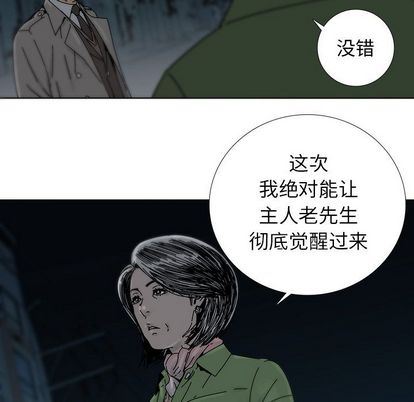 没错
这次
我绝对能让
主人老先生
彻底觉醒过来